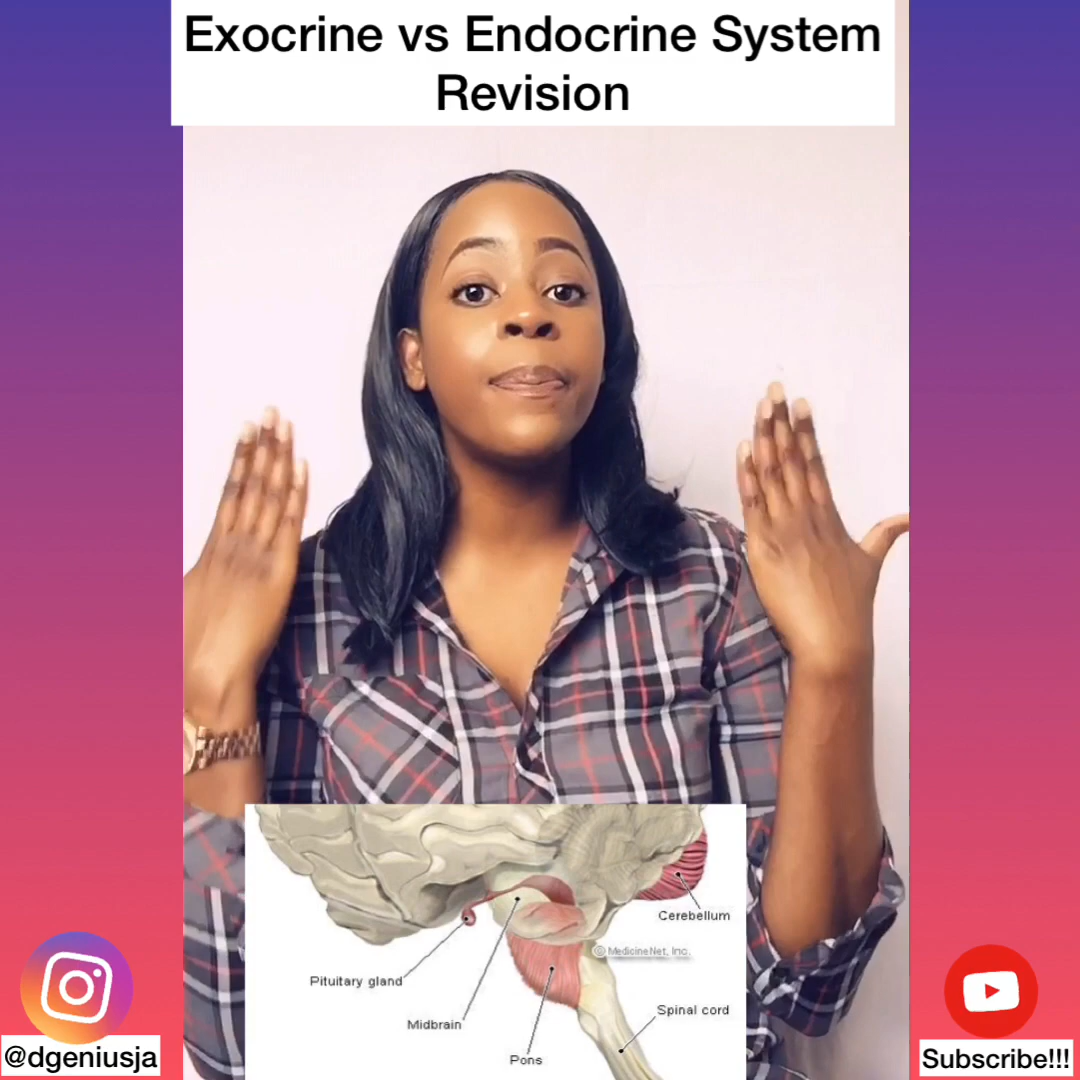 Exocrine vs Endocrine System
Revision
Cerebellum
© MedicineNet, Inc.
Pituitary gland
Spinal cord
Midbrain
Pons
@dgeniusja
Subscribe!!!